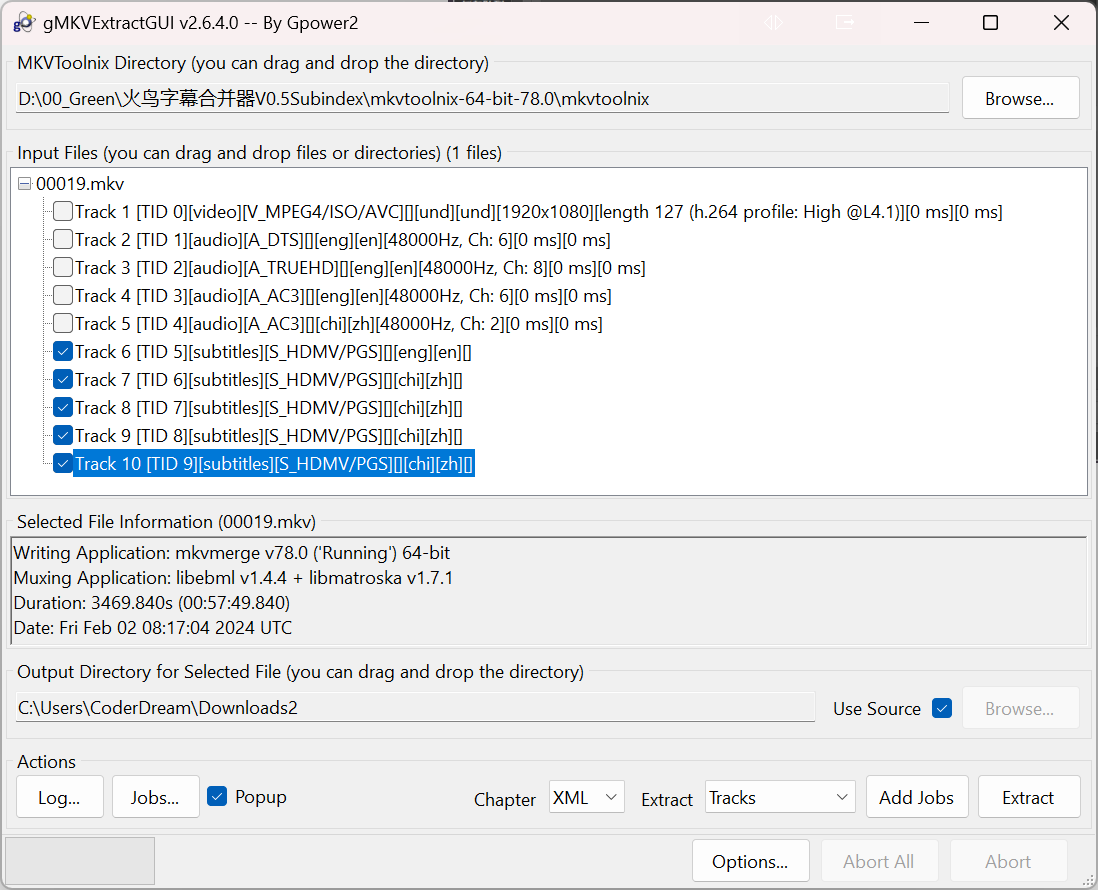 gMKVExtractGUI v2.6.4.0 -- By Gpower2
MKVToolnix Directory (you can drag and drop the directory)
D:\00_Green\火鸟字幕合并器V0.5Subindex\mkvtoolnix-64-bit-78.0\mkvtoolnix
Browse...
Input Files (you can drag and drop files or directories) (1 files)
00019.mkv
Track 1 [TID 0][video][V_MPEG4/ISO/AVC][][und][und][1920x1080][length 127 (h.264 profile: High @L4.1)][0 ms][0 ms]
Track 2 [TID 1][audio][A_DTS][][eng][en][48000Hz, Ch: 6][0 ms][0 ms]
Track 3 [TID 2][audio][A_TRUEHD][][eng][en][48000Hz, Ch: 8][0 ms][0 ms]
Track 4 [TID 3][audio][A_AC3][][eng][en][48000Hz, Ch: 6][0 ms][0 ms]
Track 5 [TID 4][audio][A_AC3][][chi][zh][48000Hz, Ch: 2][0 ms][0 ms]
Track 6 [TID 5][subtitles][S_HDMV/PGS][][eng][en][]
Track 7 [TID 6][subtitles][S_HDMV/PGS][][chi][zh][]
Track 8 [TID 7][subtitles][S_HDMV/PGS][][chi][zh][]
Track 9 [TID 8][subtitles][S_HDMV/PGS][][chi][zh][]
Track 10 [TID 9][subtitles][S_HDMV/PGS][][chi][zh][]
Selected File Information (00019.mkv)
Writing Application: mkvmerge v78.0 ('Running') 64-bit
Muxing Application: libebml v1.4.4 + libmatroska v1.7.1
Duration: 3469.840s (00:57:49.840)
Date: Fri Feb 02 08:17:04 2024 UTC
Output Directory for Selected File (you can drag and drop the directory)
C:\Users\CoderDream\Downloads2
Use Source
Browse...
Actions
Log...
Jobs...
Popup
Chapter
XML
Extract
Tracks
Add Jobs
Extract
Options...
Abort All
Abort